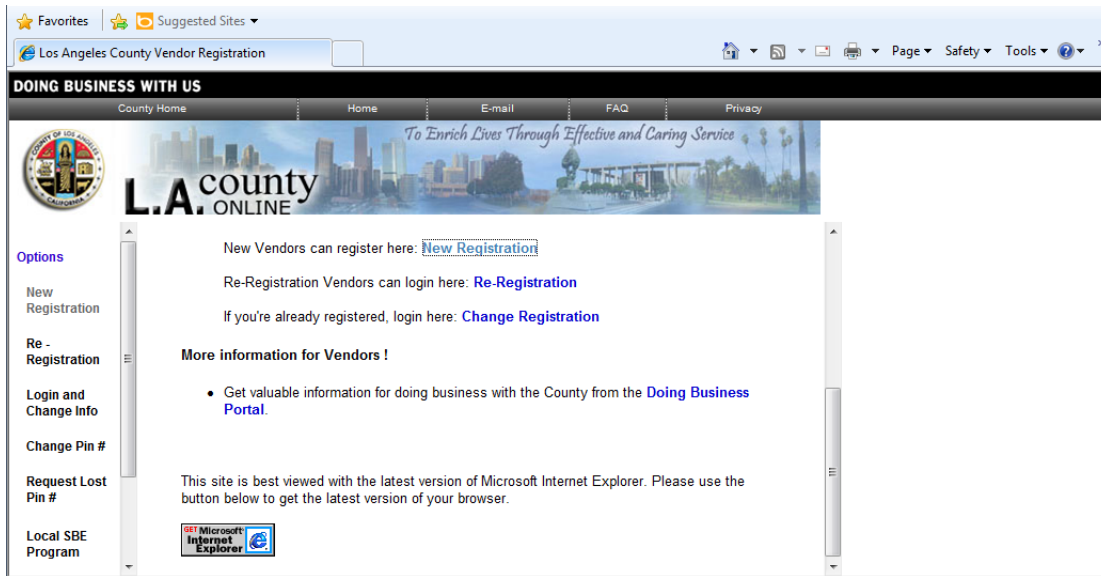 Favorites
Suggested Sites
Los Angeles County Vendor Registration
Page
Safety
Tools
DOING BUSINESS WITH US
County Home
Home
E-mail
FAQ
Privacy
COUNTY OF LOS ANGELES
CALIFORNIA
To Enrich Lives Through Effective and Caring Service
L.A. county
ONLINE
Options
New
Registration
Re -
Registration
Login and
Change Info
Change Pin #
Request Lost
Pin #
Local SBE
Program
New Vendors can register here: New Registration
Re-Registration Vendors can login here: Re-Registration
If you're already registered, login here: Change Registration
More information for Vendors !
• Get valuable information for doing business with the County from the Doing Business
Portal.
This site is best viewed with the latest version of Microsoft Internet Explorer. Please use the
button below to get the latest version of your browser.
GET Microsoft
Internet
Explorer